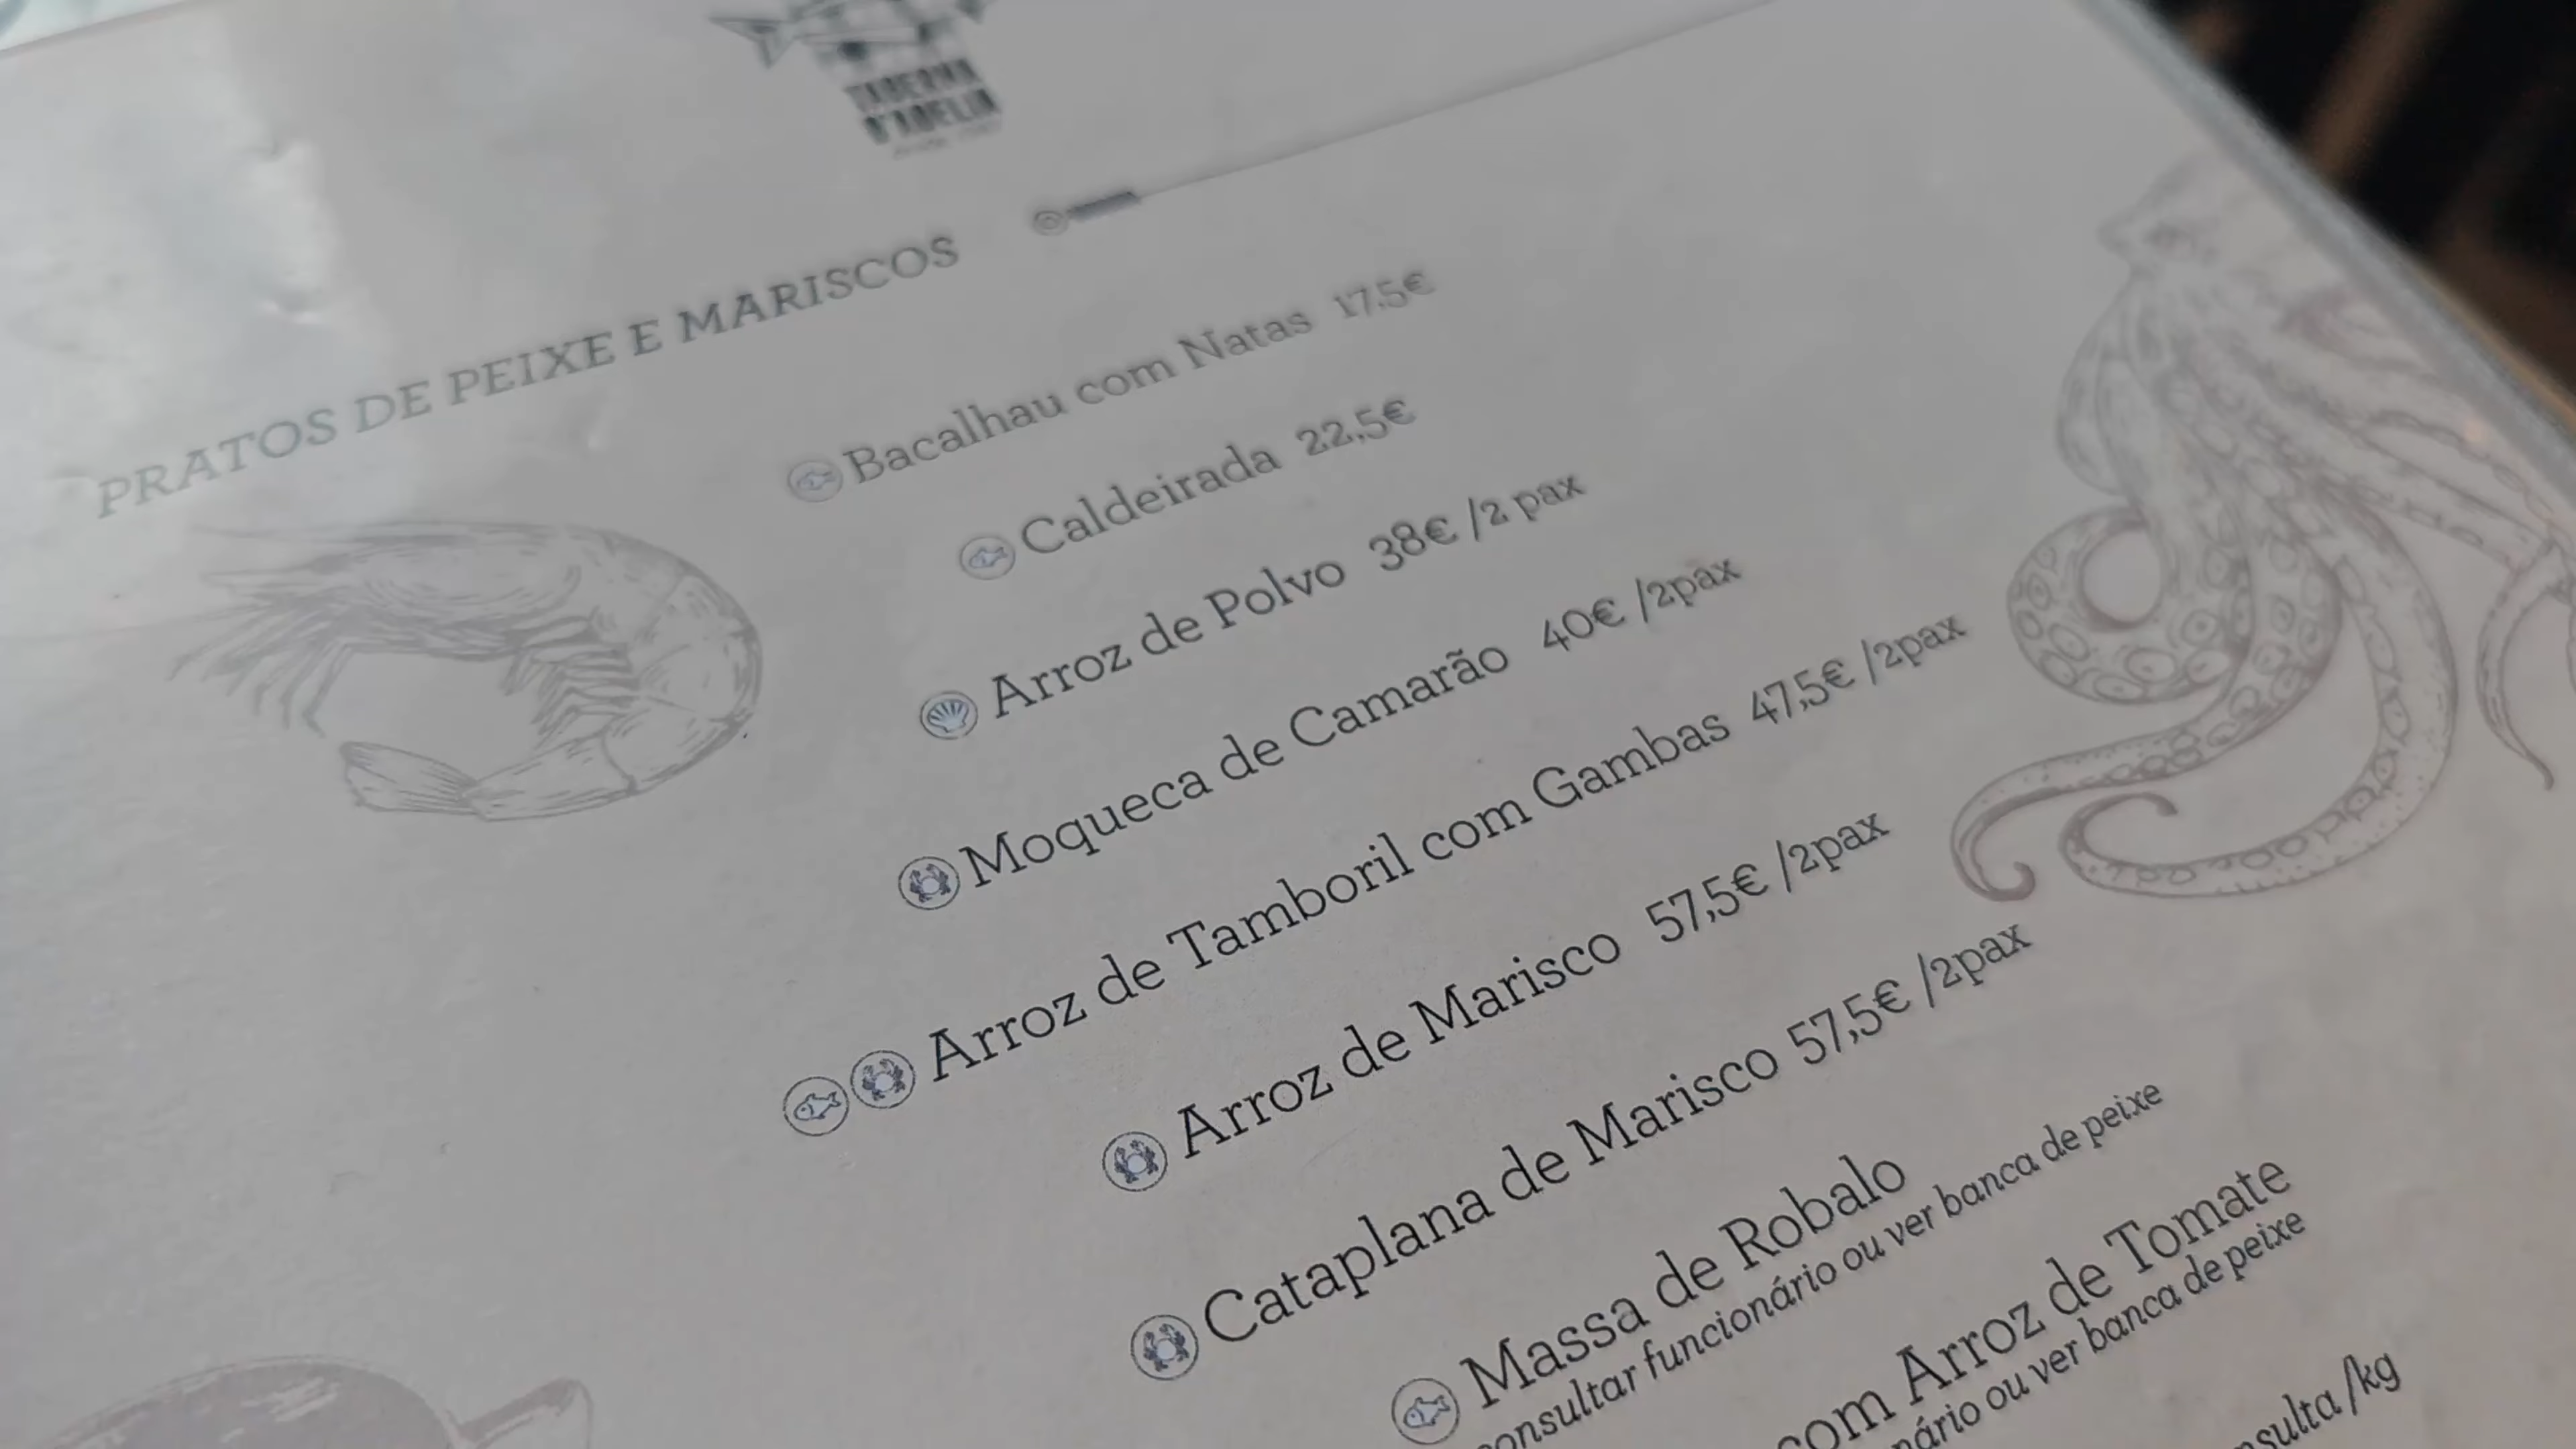 TABERNA
D'ADELIA
PRATOS DE PEIXE E MARISCOS
Bacalhau com Natas 17.5€
Caldeirada 22,5€
Arroz de Polvo 38€ /2 pax
Moqueca de Camarão 40€ /2pax
Arroz de Tamboril com Gambas 47,5€ /2pax
Arroz de Marisco 57,5€ /2pax
Cataplana de Marisco 57,5€ /2pax
Massa de Robalo
funcionário ou ver banca de peixe
com Arroz de Tomate
ou ver banca de peixe
/kg